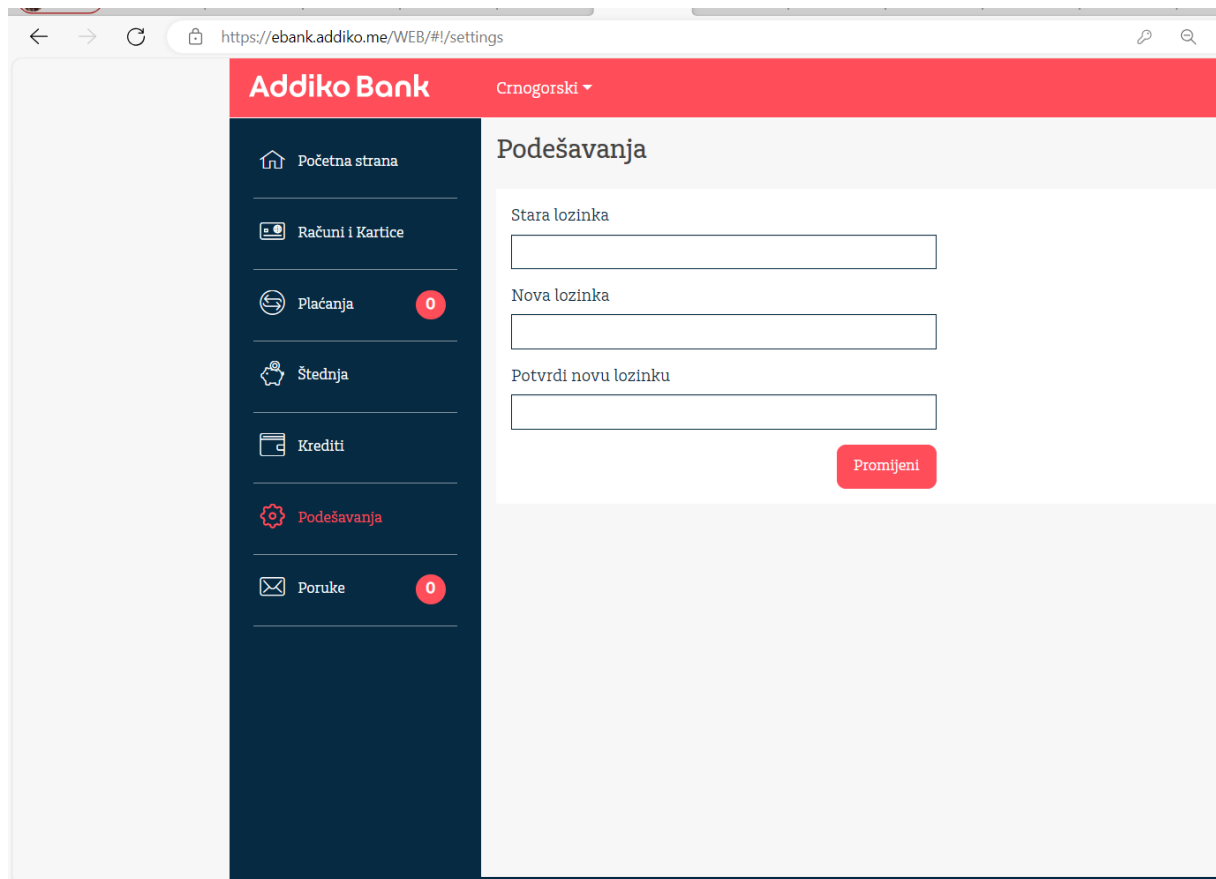 https://ebank.addiko.me/WEB/#!/settings
Addiko Bank
Crnogorski
Početna strana
Računi i Kartice
Plaćanja 0
Štednja
Krediti
Podešavanja
Poruke 0
Podešavanja
Stara lozinka
Nova lozinka
Potvrdi novu lozinku
Promijeni